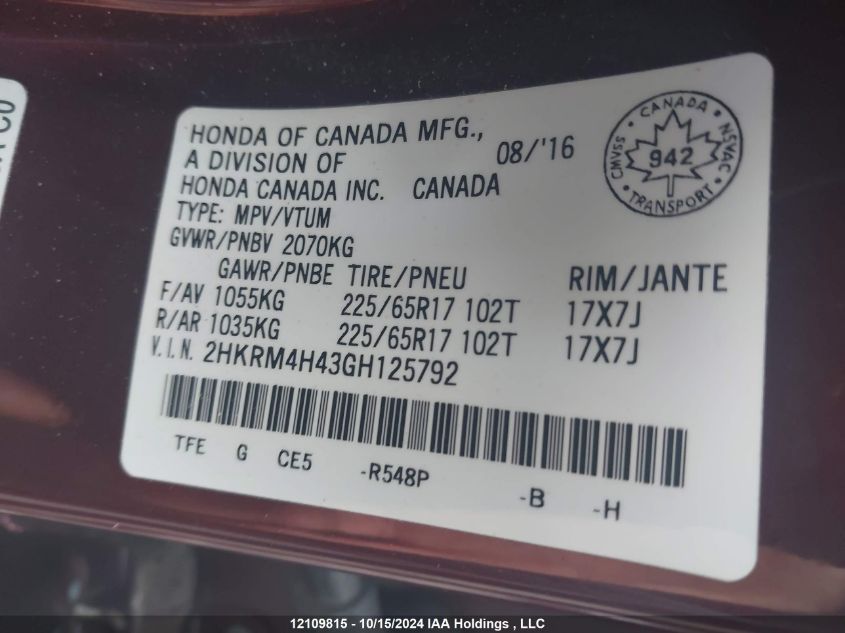 HONDA OF CANADA MFG.,
A DIVISION OF
08/'16
HONDA CANADA INC. CANADA
TYPE: MPV/VTUM
GVWR/PNBV 2070KG
GAWR/PNBE TIRE/PNEU RIM/JANTE
F/AV 1055KG 225/65R17 102T 17X7J
R/AR 1035KG 225/65R17 102T 17X7J
V.I.N. 2HKRM4H43GH125792
TFE G CE5 -R548P -B -H
CANADA
CMVSS 942 NSVAC
TRANSPORT
12109815 - 10/15/2024 IAA Holdings , LLC